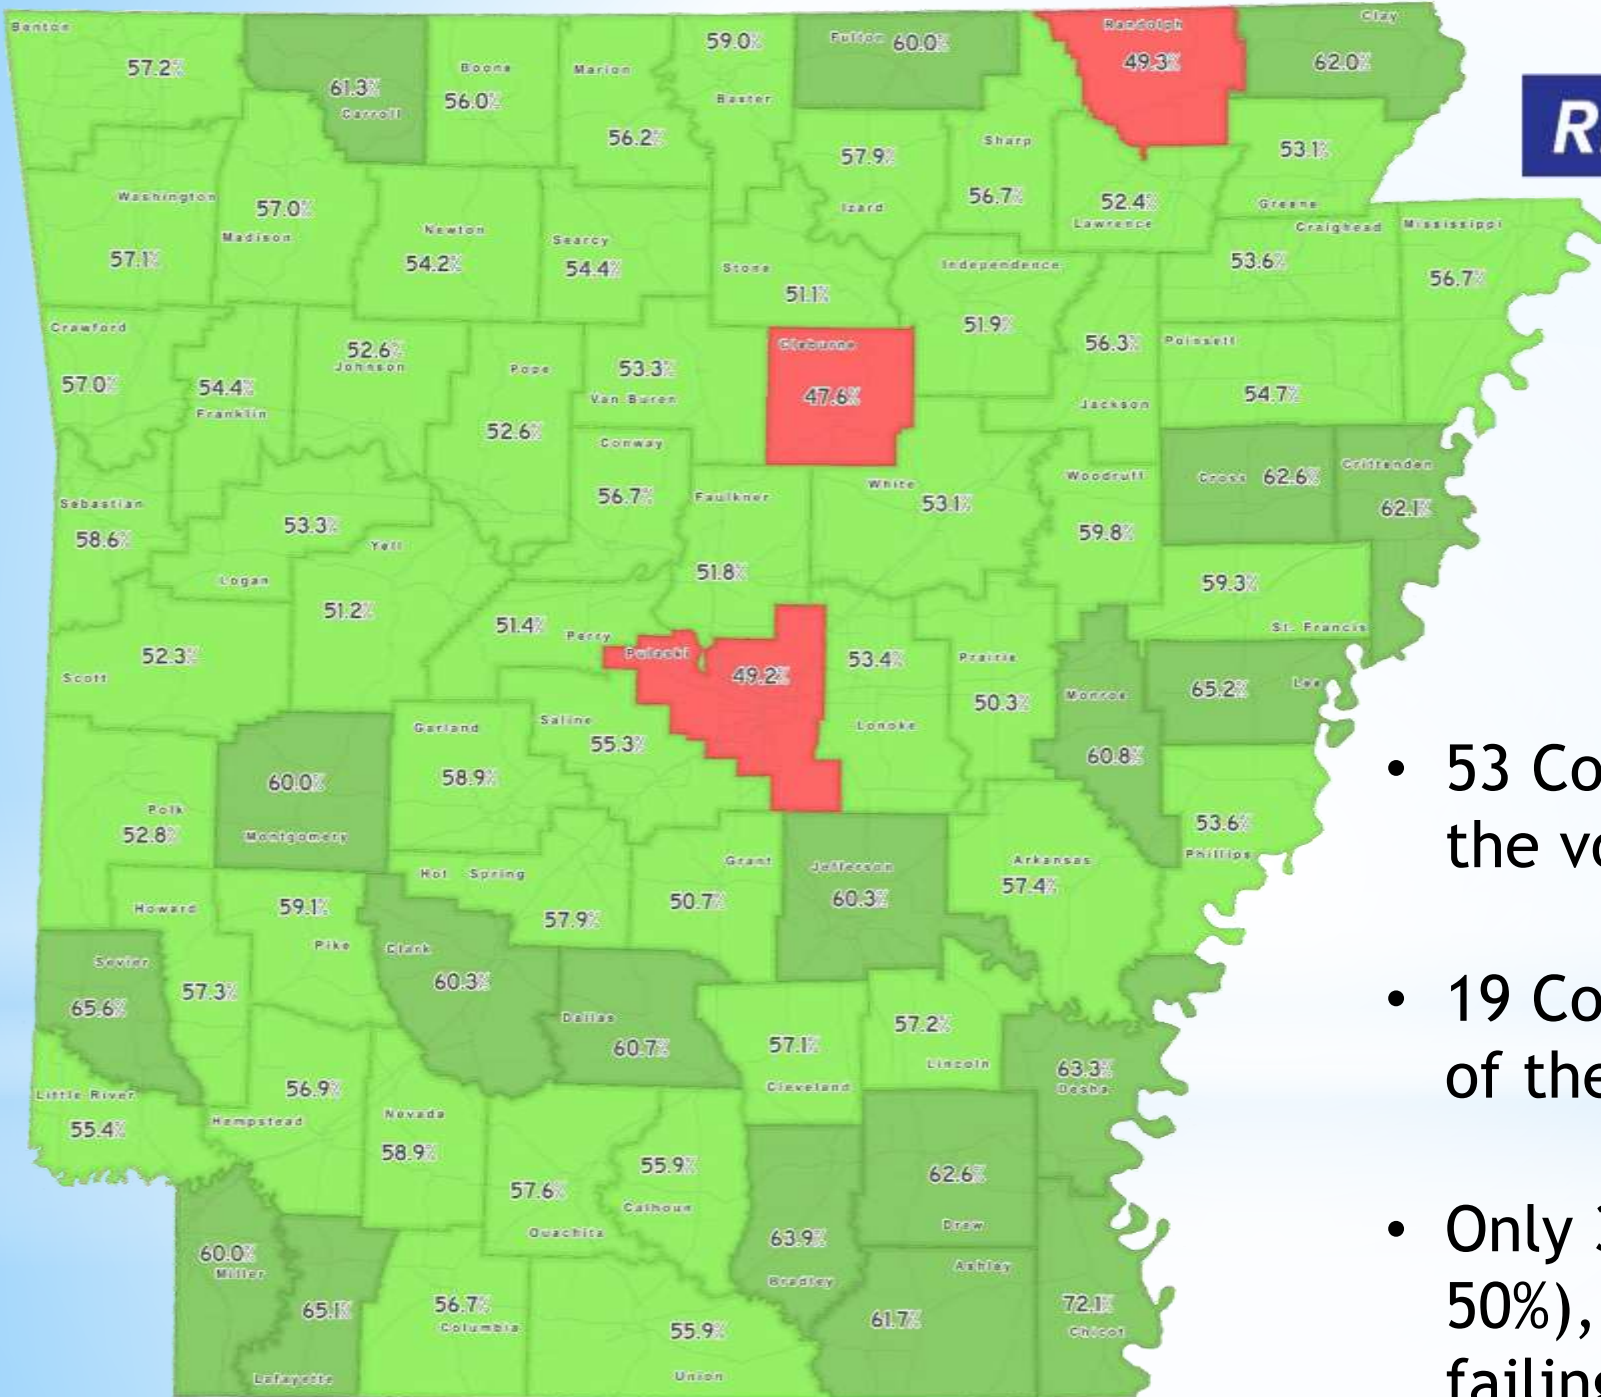 Benton
57.2%
61.3%
Carroll
Boone
56.0%
Marion
56.2%
59.0%
Baxter
Fulton 60.0%
Randolph
49.3%
Clay
62.0%
R
Washington
57.1%
57.0%
Madison
Newton
54.2%
Searcy
54.4%
Stone
51.1%
57.9%
Izard
Sharp
56.7%
52.4%
Lawrence
53.1%
Greene
Craighead
53.6%
Mississippi
56.7%
Independence
51.9%
Crawford
57.0%
54.4%
Franklin
52.6%
Johnson
Pope
52.6%
53.3%
Van Buren
Cleburne
47.6%
56.3%
Jackson
Poinsett
54.7%
Conway
56.7%
Faulkner
51.8%
White
53.1%
Woodruff
59.8%
Cross 62.6%
Crittenden
62.1%
Sebastian
58.6%
53.3%
Logan
Yell
51.2%
59.3%
St. Francis
52.3%
Scott
51.4%
Perry
Pulaski
49.2%
53.4%
Lonoke
Prairie
50.3%
Monroe
60.8%
65.2%
Lee
Garland
58.9%
Saline
55.3%
Polk
52.8%
60.0%
Montgomery
53.6%
Phillips
• 53 Co
the vo
Hot Spring
57.9%
Grant
50.7%
Jefferson
60.3%
Arkansas
57.4%
Howard
57.3%
59.1%
Pike
Clark
60.3%
Sevier
65.6%
Dallas
60.7%
57.1%
Cleveland
57.2%
Lincoln
63.3%
Desha
• 19 Co
of the
Little River
55.4%
56.9%
Hempstead
Nevada
58.9%
57.6%
Ouachita
55.9%
Calhoun
63.9%
Bradley
62.6%
Drew
Ashley
61.7%
72.1%
Chicot
60.0%
Miller
65.1%
Lafayette
56.7%
Columbia
55.9%
Union
• Only
50%),
failing